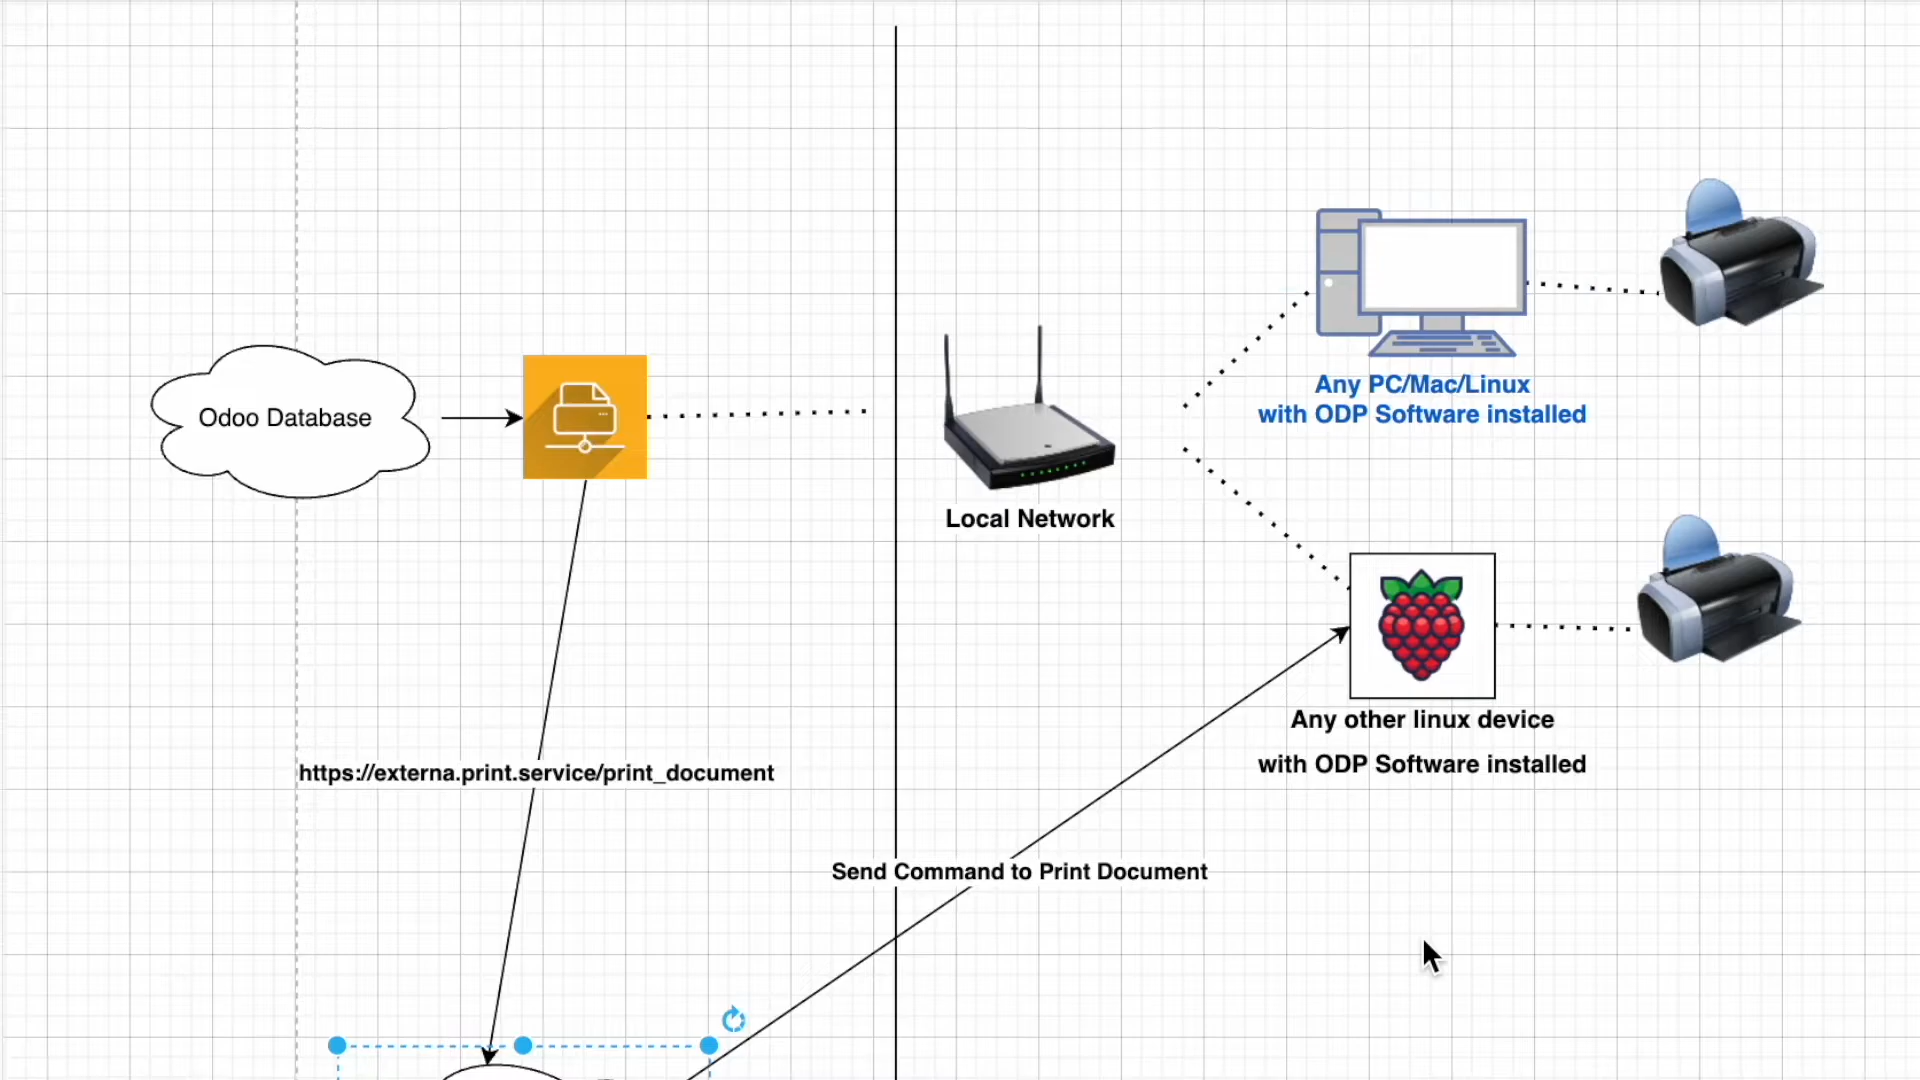 Odoo Database
Any PC/Mac/Linux
with ODP Software installed
Local Network
Any other linux device
with ODP Software installed
https://externa.print.service/print_document
Send Command to Print Document